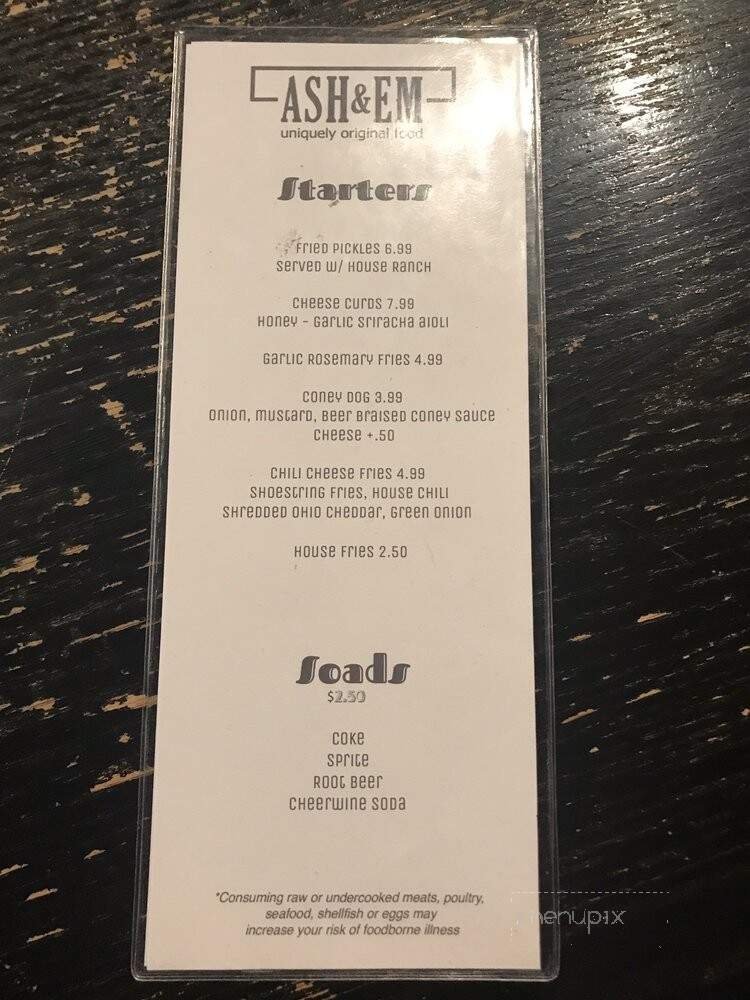 ASH&EM
uniquely original food
Starters
Fried Pickles 6.99
Served w/ House Ranch
Cheese Curds 7.99
Honey - Garlic Sriracha Aioli
Garlic Rosemary Fries 4.99
Coney Dog 3.99
Onion, Mustard, Beer Braised Coney Sauce
Cheese +.50
Chili Cheese Fries 4.99
Shoestring Fries, House Chili
Shredded Ohio Cheddar, Green Onion
House Fries 2.50
Soads
$2.50
Coke
Sprite
Root Beer
Cheerwine Soda
*Consuming raw or undercooked meats, poultry,
seafood, shellfish or eggs may
increase your risk of foodborne illness
menupix